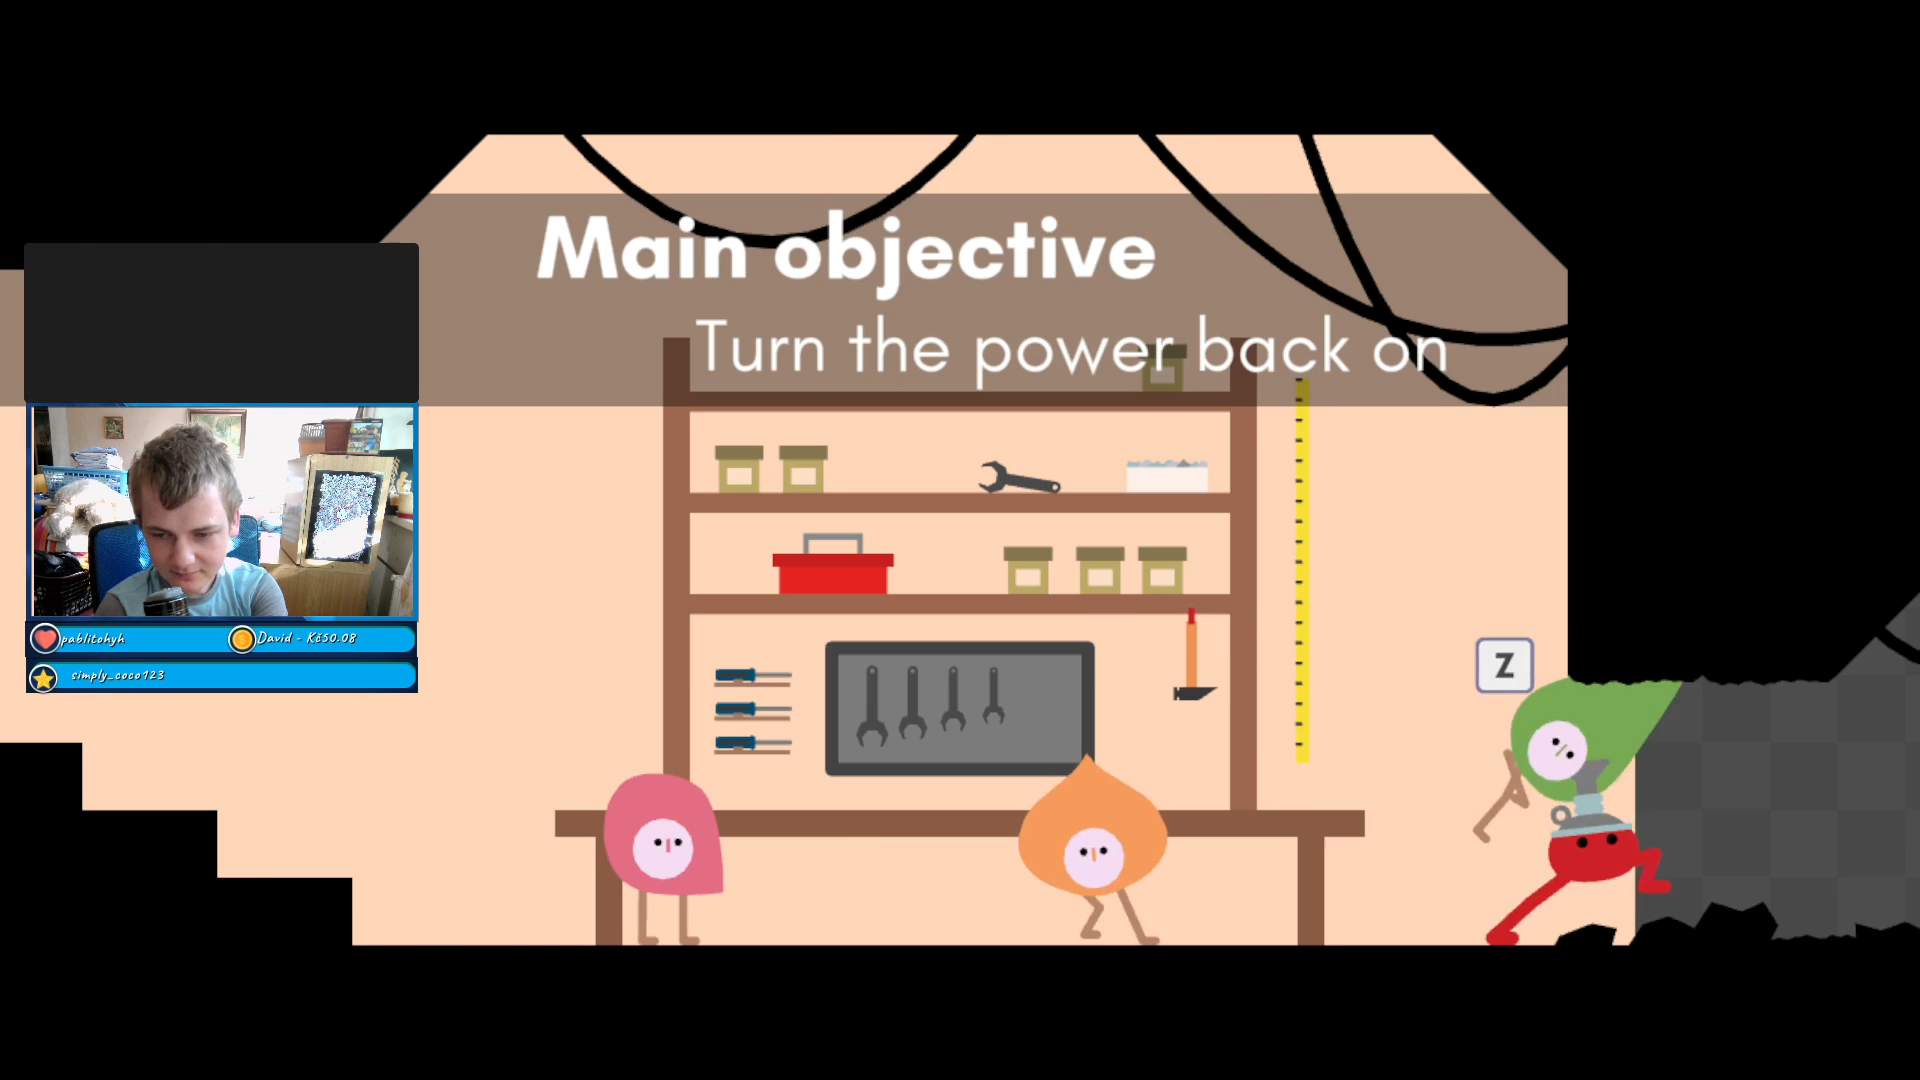 Main objective
Turn the power back on
Z
pablitohyh
David - Kč50.08
simply_coco123